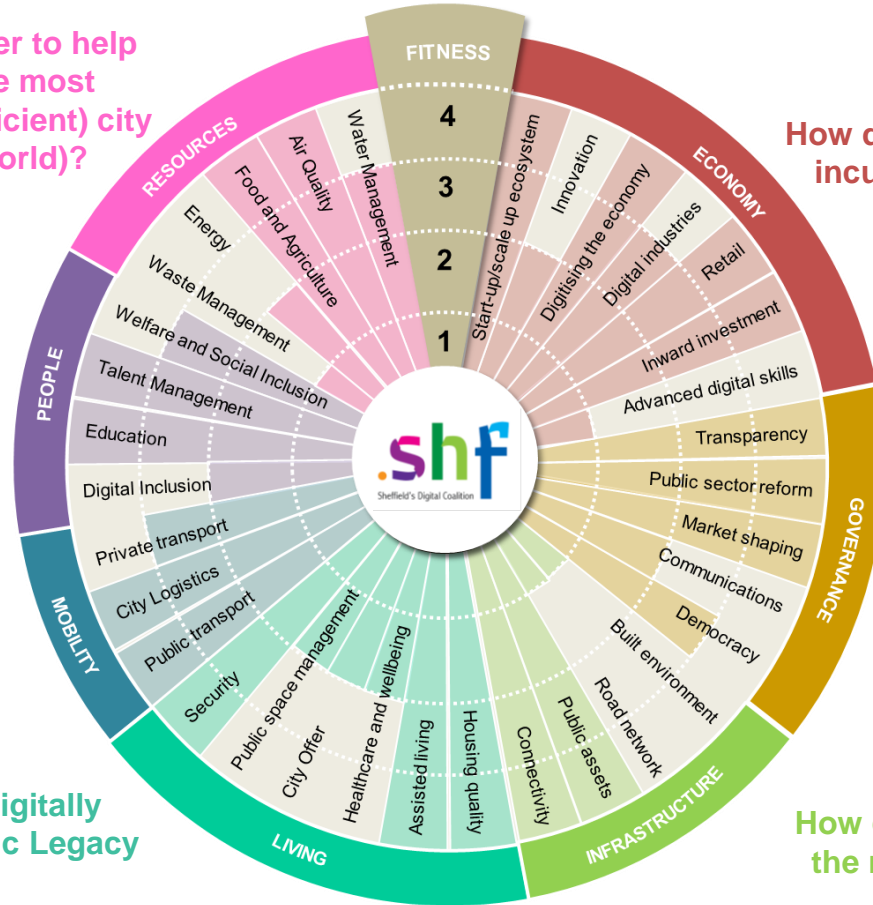 er to help
e most
icient) city
world)?
How d
incu
igitally
ic Legacy
How
the r
FITNESS
4
3
2
1
RESOURCES
Energy
Waste Management
Food and Agriculture
Air Quality
Water Management
ECONOMY
Start-up/scale up ecosystem
Innovation
Digitising the economy
Digital industries
Retail
Inward investment
Advanced digital skills
GOVERNANCE
Transparency
Public sector reform
Market shaping
Communications
Democracy
INFRASTRUCTURE
Built environment
Road network
Public assets
Connectivity
LIVING
Housing quality
Assisted living
Healthcare and wellbeing
City Offer
Public space management
Security
MOBILITY
Public transport
City Logistics
Private transport
PEOPLE
Digital Inclusion
Education
Talent Management
Welfare and Social Inclusion
.shf
Sheffield's Digital Coalition